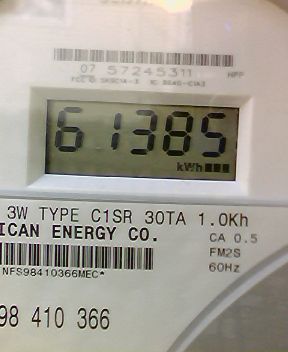 07 57245311 HPF
61385
kWh
3W TYPE C1SR 30TA 1.0Kh
ICAN ENERGY CO.
CA 0.5
FM2S
NFS98410366MEC*
60Hz
98 410 366